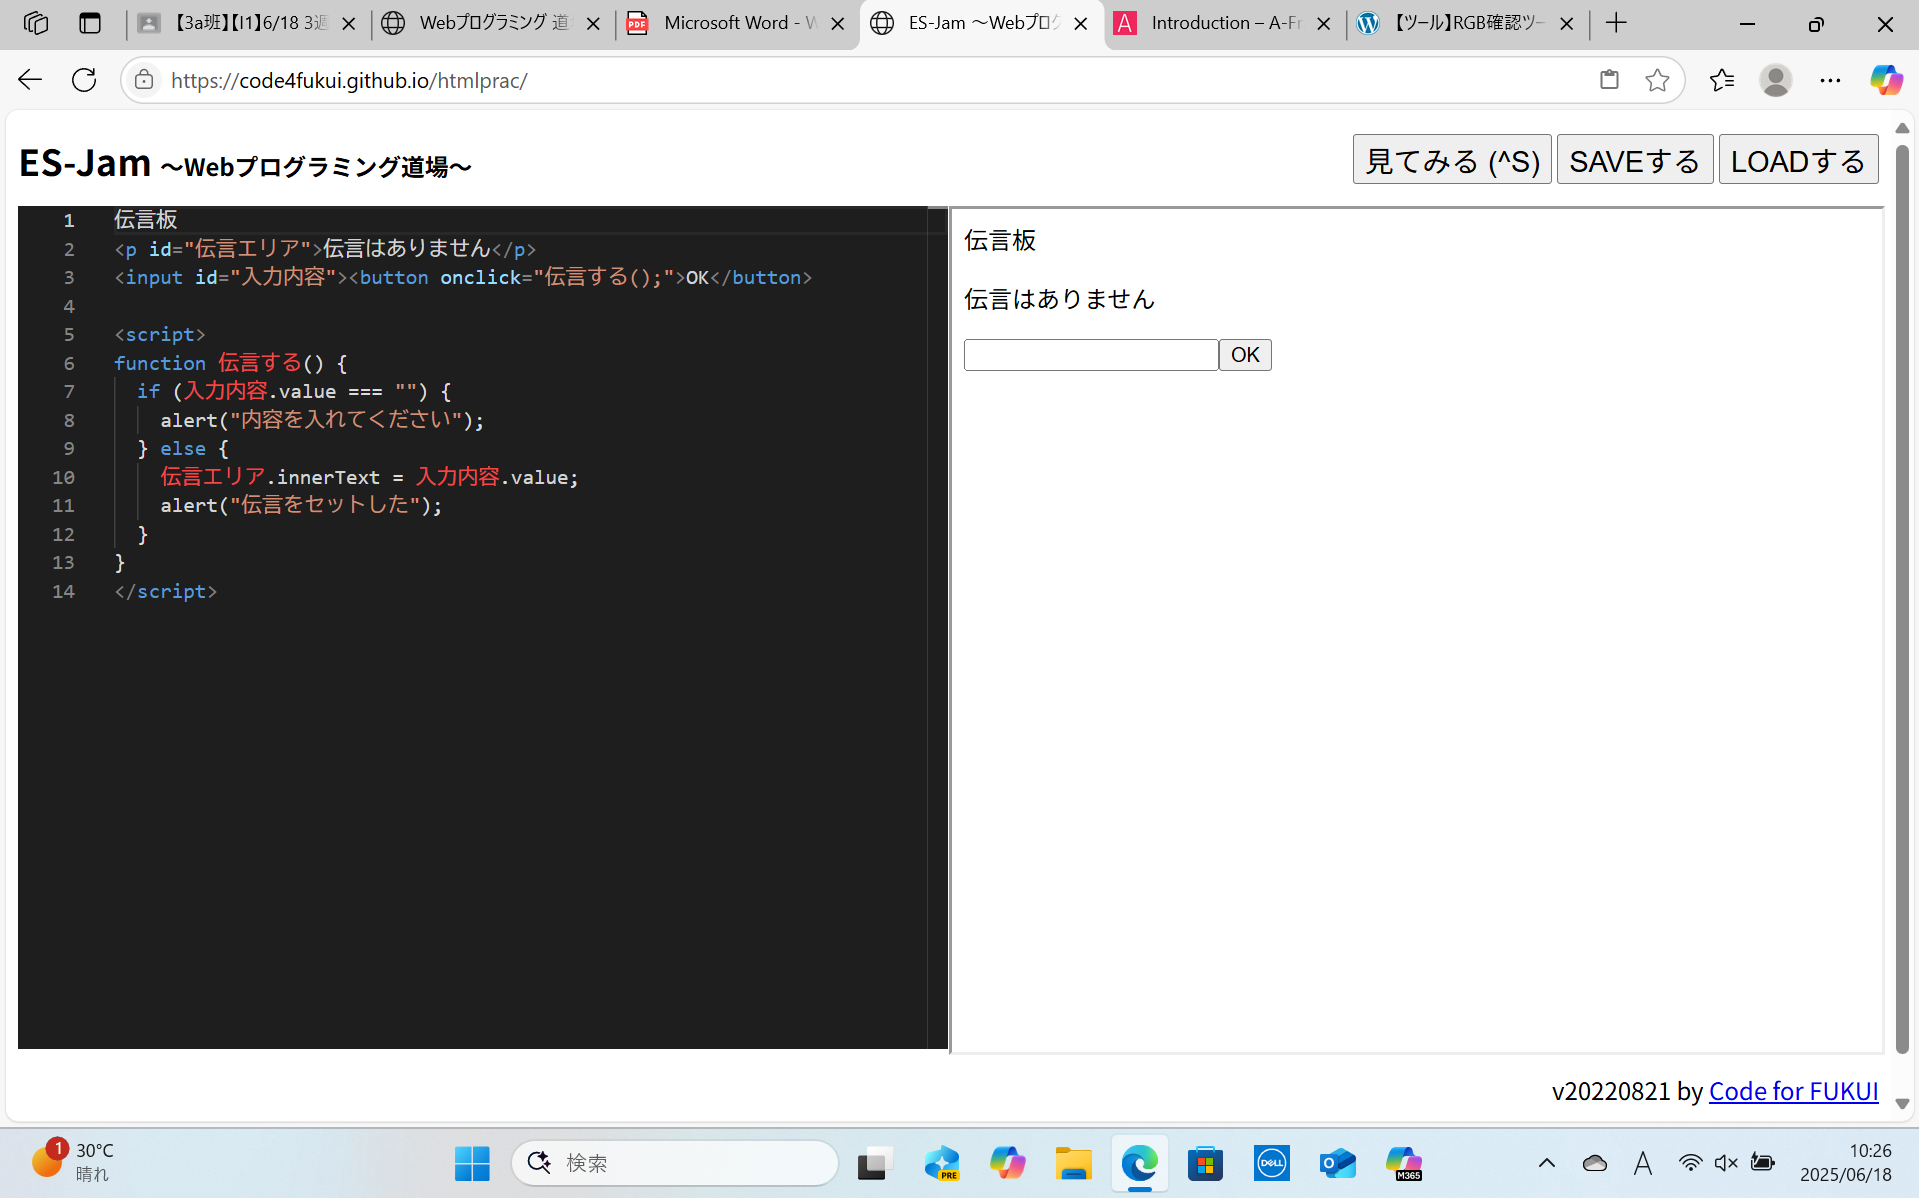 【3a班】【I1】6/18 3週
Webプログラミング 道
Microsoft Word - W
ES-Jam ～Webプログ
Introduction – A-Fr
【ツール】RGB確認ツー
https://code4fukui.github.io/htmlprac/
ES-Jam ～Webプログラミング道場～
見てみる (^S)
SAVEする
LOADする
1 伝言板
2 <p id="伝言エリア">伝言はありません</p>
3 <input id="入力内容"><button onclick="伝言する();">OK</button>
4
5 <script>
6 function 伝言する() {
7   if (入力内容.value === "") {
8     alert("内容を入れてください");
9   } else {
10     伝言エリア.innerText = 入力内容.value;
11     alert("伝言をセットした");
12   }
13 }
14 </script>
伝言板
伝言はありません
OK
v20220821 by Code for FUKUI
1
30°C
晴れ
検索
PRE
DELL
M365
A
10:26
2025/06/18